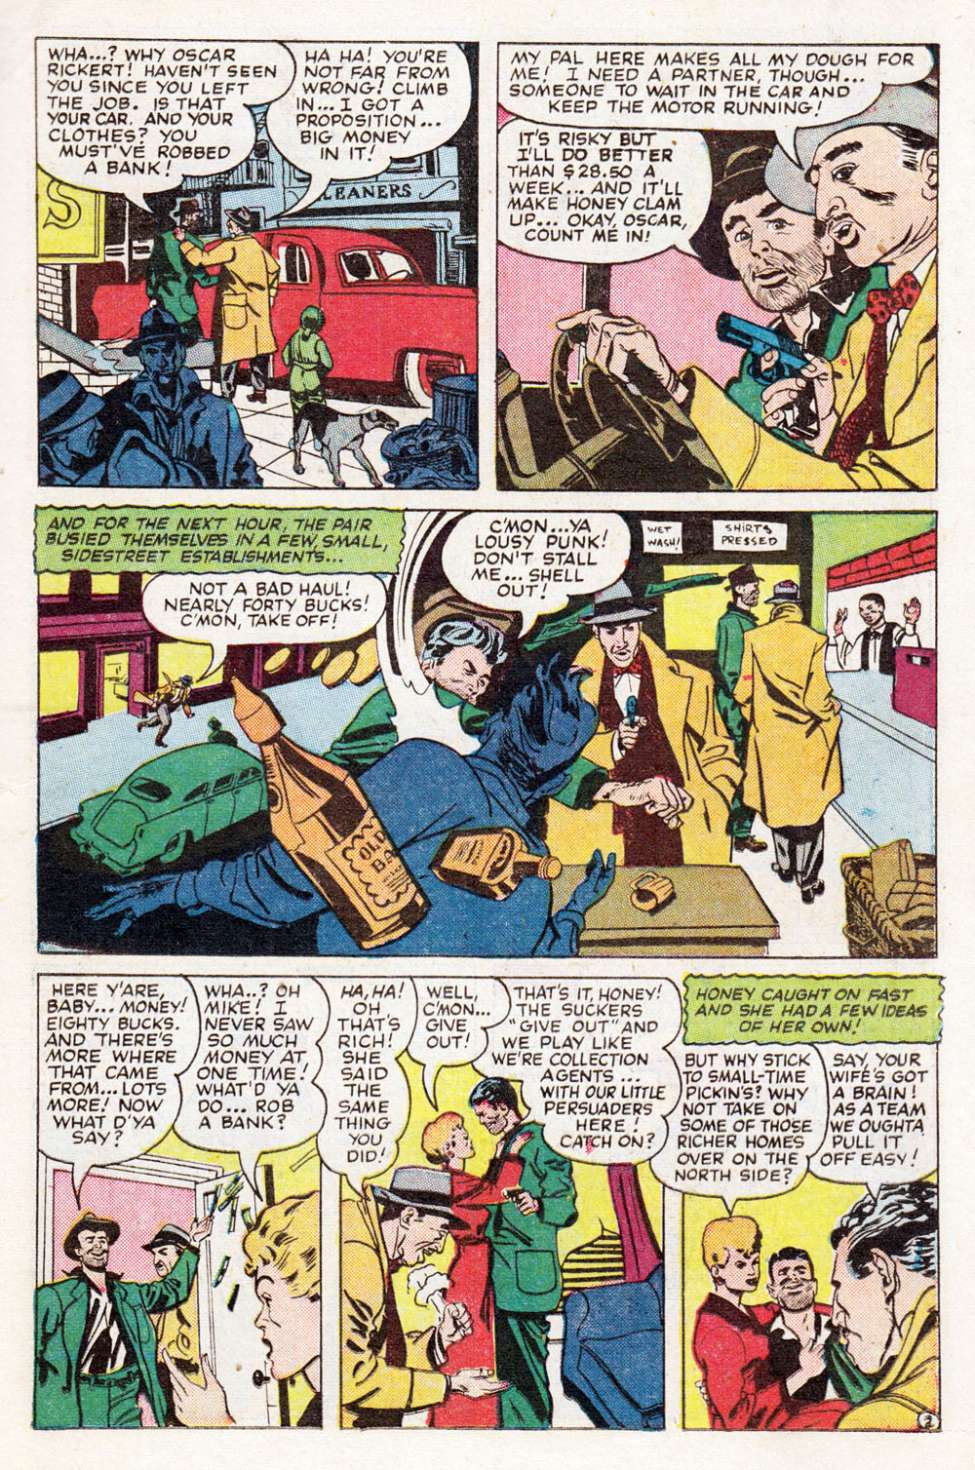 WHA...? WHY OSCAR
RICKERT! HAVEN'T SEEN
YOU SINCE YOU LEFT
THE JOB. IS THAT
YOUR CAR. AND YOUR
CLOTHES? YOU
MUST'VE ROBBED
A BANK!
HA HA! YOU'RE
NOT FAR FROM
WRONG! CLIMB
IN... I GOT A
PROPOSITION...
BIG MONEY
IN IT!
S
LEANERS
MY PAL HERE MAKES ALL MY DOUGH FOR
ME! I NEED A PARTNER, THOUGH...
SOMEONE TO WAIT IN THE CAR AND
KEEP THE MOTOR RUNNING!
IT'S RISKY BUT
I'LL DO BETTER
THAN $28.50 A
WEEK... AND IT'LL
MAKE HONEY CLAM
UP... OKAY, OSCAR,
COUNT ME IN!
AND FOR THE NEXT HOUR, THE PAIR
BUSIED THEMSELVES IN A FEW, SMALL,
SIDESTREET ESTABLISHMENTS...
NOT A BAD HAUL!
NEARLY FORTY BUCKS!
C'MON, TAKE OFF!
C'MON...YA
LOUSY PUNK!
DON'T STALL
ME... SHELL
OUT!
WET
WASH!
SHIRTS
PRESSED
OLD
BAR
HERE Y'ARE,
BABY... MONEY!
EIGHTY BUCKS.
AND THERE'S
MORE WHERE
THAT CAME
FROM...LOTS
MORE! NOW
WHAT D'YA
SAY?
WHA..? OH
MIKE! I
NEVER SAW
SO MUCH
MONEY AT
ONE TIME!
WHAT'D YA
DO... ROB
A BANK?
HA, HA!
OH
THAT'S
RICH!
SHE
SAID
THE
SAME
THING
YOU
DID!
WELL,
C'MON...
GIVE
OUT!
THAT'S IT, HONEY!
THE SUCKERS
"GIVE OUT" AND
WE PLAY LIKE
WE'RE COLLECTION
AGENTS...
WITH OUR LITTLE
PERSUADERS
HERE!
CATCH ON?
HONEY CAUGHT ON FAST
AND SHE HAD A FEW IDEAS
OF HER OWN!
BUT WHY STICK
TO SMALL-TIME
PICKIN'S? WHY
NOT TAKE ON
SOME OF THOSE
RICHER HOMES
OVER ON THE
NORTH SIDE?
SAY, YOUR
WIFE'S GOT
A BRAIN!
AS A TEAM
WE OUGHTA
PULL IT
OFF EASY!
2